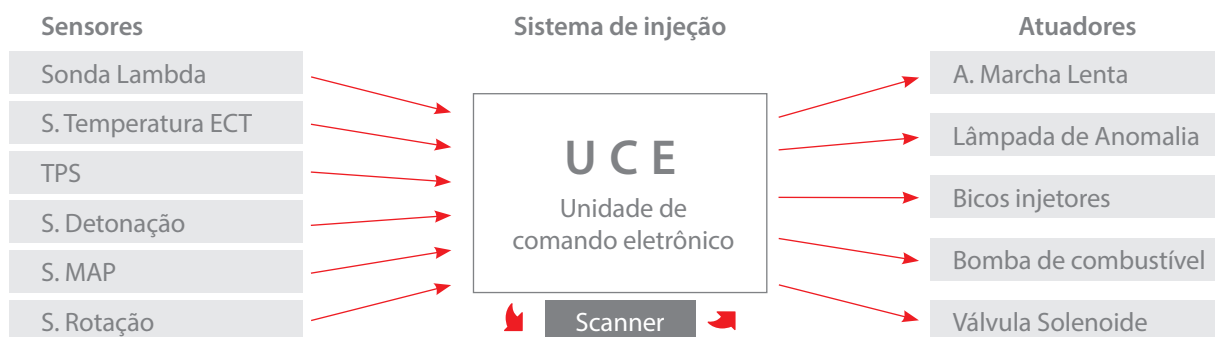 Sensores
Sonda Lambda
S. Temperatura ECT
TPS
S. Detonação
S. MAP
S. Rotação
Sistema de injeção
U C E
Unidade de
comando eletrônico
Scanner
Atuadores
A. Marcha Lenta
Lâmpada de Anomalia
Bicos injetores
Bomba de combustível
Válvula Solenoide